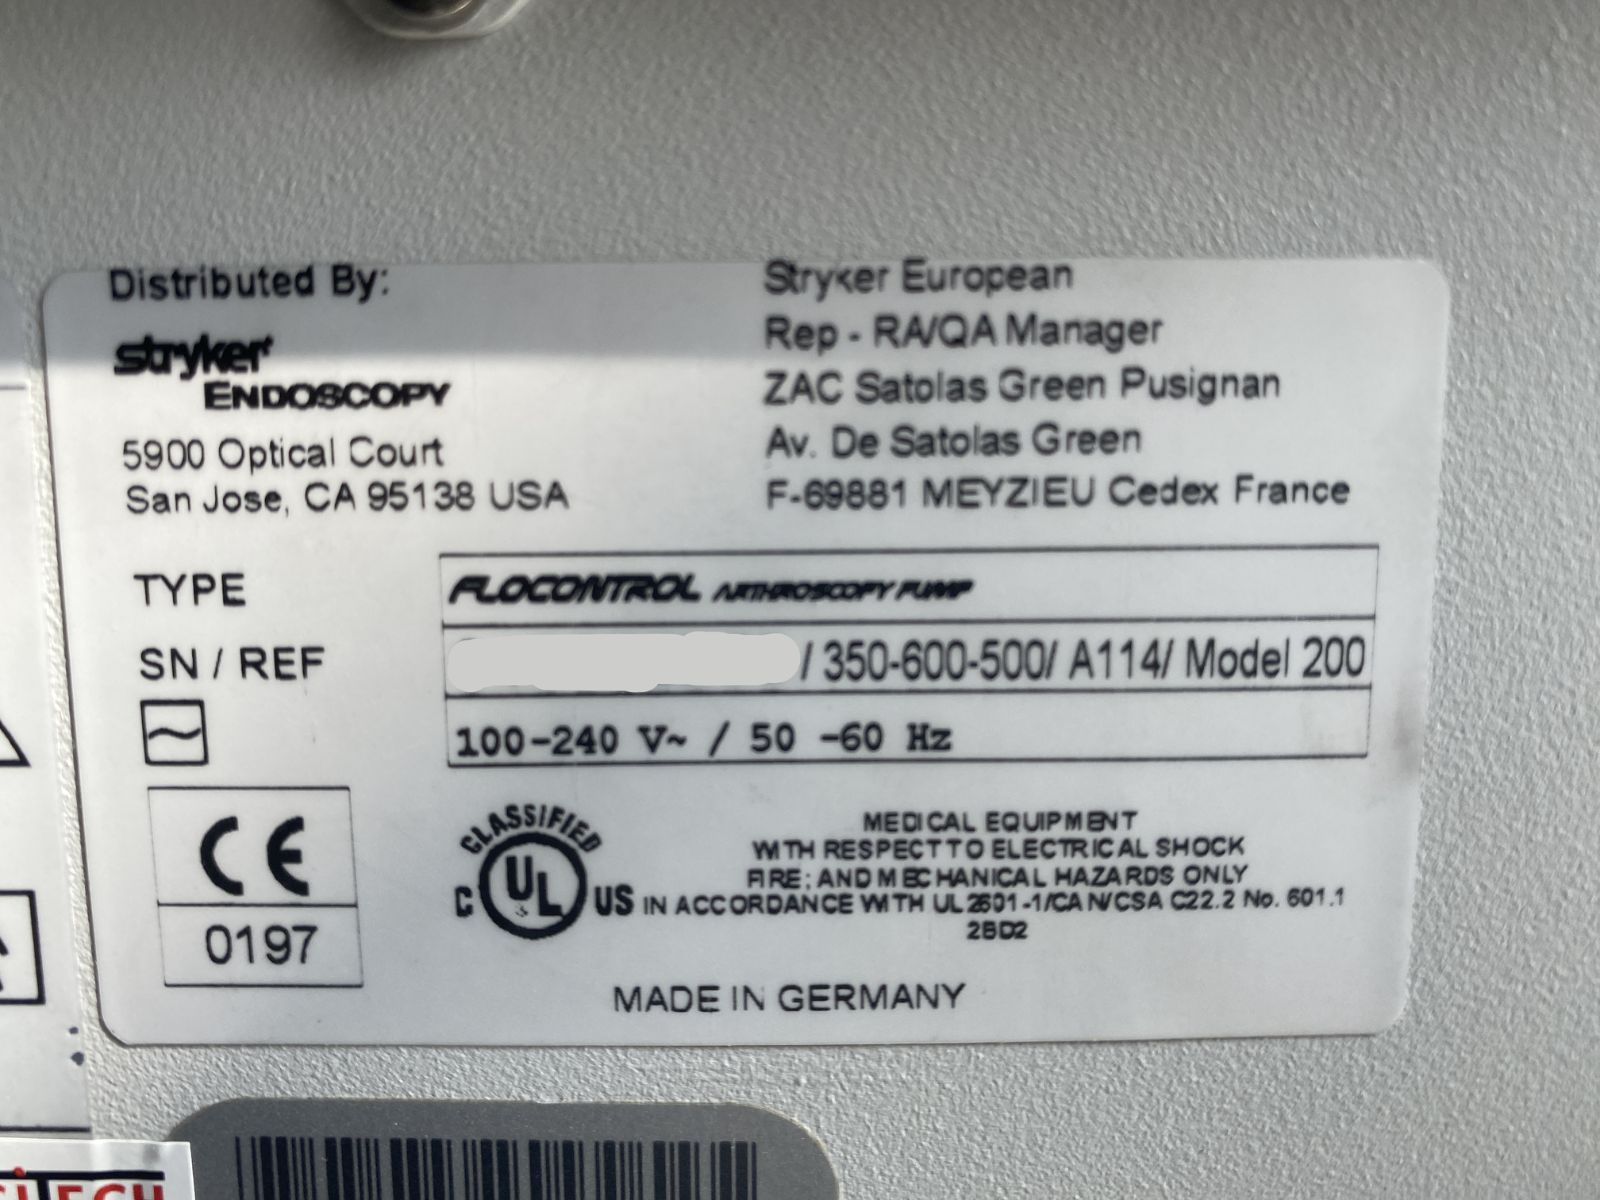 Distributed By:
stryker
ENDOSCOPY
5900 Optical Court
San Jose, CA 95138 USA
Stryker European
Rep - RA/QA Manager
ZAC Satolas Green Pusignan
Av. De Satolas Green
F-69881 MEYZIEU Cedex France
TYPE
FLOCONTROL ARTHROSCOPY PUMP
SN / REF
/ 350-600-500/ A114/ Model 200
100-240 V~ / 50 -60 Hz
CE
0197
CLASSIFIED
C UL US
MEDICAL EQUIPMENT
WITH RESPECT TO ELECTRICAL SHOCK
FIRE; AND MECHANICAL HAZARDS ONLY
IN ACCORDANCE WITH UL2601-1/CAN/CSA C22.2 No. 601.1
28D2
MADE IN GERMANY